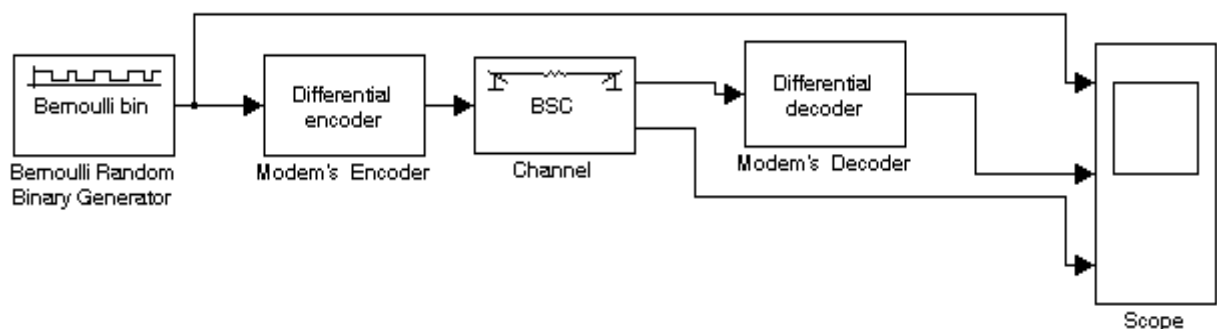 Bernoulli bin
Bernoulli Random
Binary Generator
Differential
encoder
Modem's Encoder
BSC
Channel
Differential
decoder
Modem's Decoder
Scope